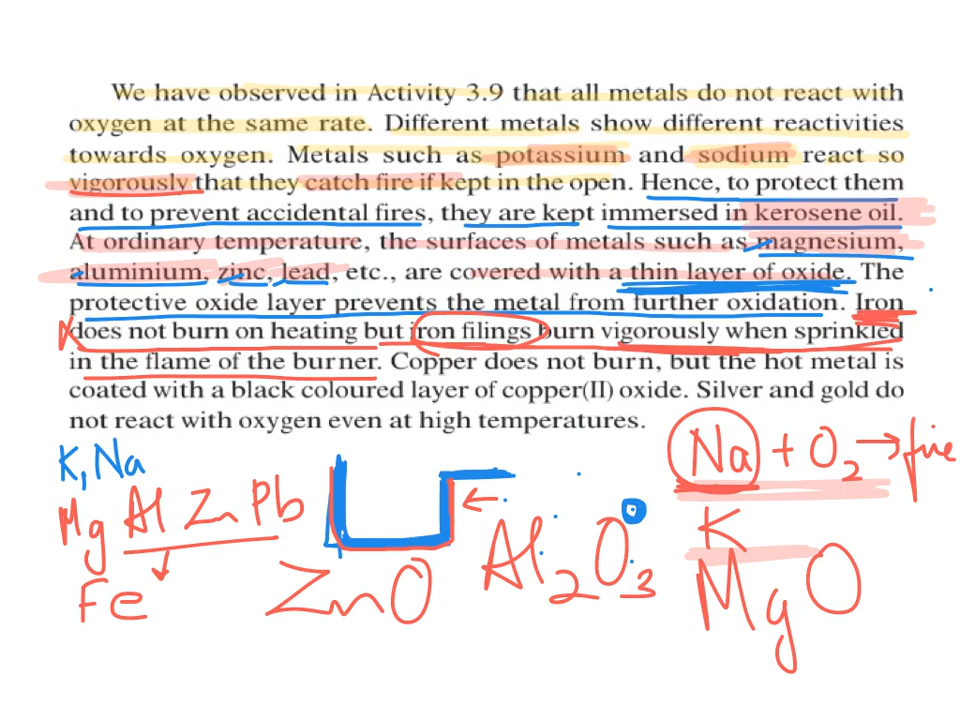 We have observed in Activity 3.9 that all metals do not react with
oxygen at the same rate. Different metals show different reactivities
towards oxygen. Metals such as potassium and sodium react so
vigorously that they catch fire if kept in the open. Hence, to protect them
and to prevent accidental fires, they are kept immersed in kerosene oil.
At ordinary temperature, the surfaces of metals such as magnesium,
aluminium, zinc, lead, etc., are covered with a thin layer of oxide. The
protective oxide layer prevents the metal from further oxidation. Iron
does not burn on heating but iron filings burn vigorously when sprinkled
in the flame of the burner. Copper does not burn, but the hot metal is
coated with a black coloured layer of copper(II) oxide. Silver and gold do
not react with oxygen even at high temperatures.
K, Na
Na + O2 → fire
Mg Al Zn Pb
K
Fe
ZnO
Al2O3
MgO